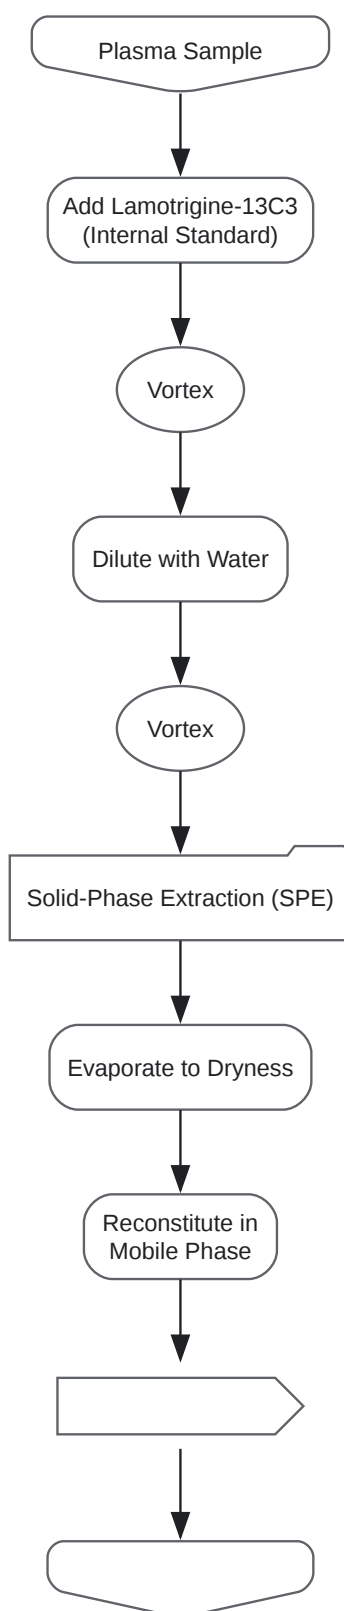 Plasma Sample
Add Lamotrigine-13C3
(Internal Standard)
Vortex
Dilute with Water
Vortex
Solid-Phase Extraction (SPE)
Evaporate to Dryness
Reconstitute in
Mobile Phase